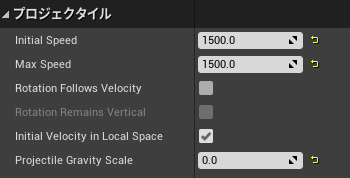 プロジェクタイル
Initial Speed 1500.0
Max Speed 1500.0
Rotation Follows Velocity
Rotation Remains Vertical
Initial Velocity in Local Space
Projectile Gravity Scale 0.0